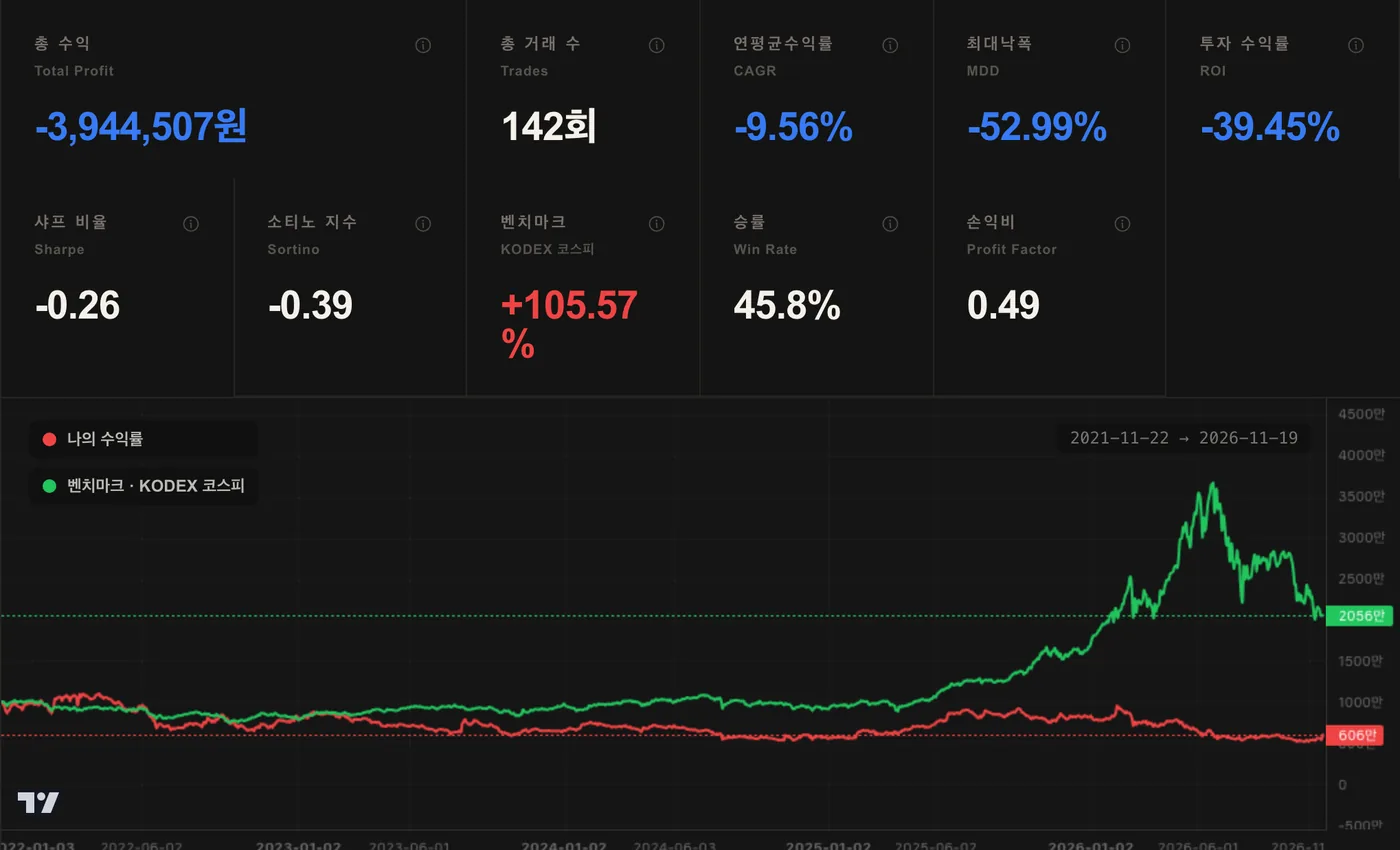 총 수익
Total Profit
-3,944,507원
총 거래 수
Trades
142회
연평균수익률
CAGR
-9.56%
최대낙폭
MDD
-52.99%
투자 수익률
ROI
-39.45%
샤프 비율
Sharpe
-0.26
소티노 지수
Sortino
-0.39
벤치마크
KODEX 코스피
+105.57
%
승률
Win Rate
45.8%
손익비
Profit Factor
0.49
나의 수익률
벤치마크 · KODEX 코스피
2021-11-22 → 2026-11-19
4500만
4000만
3500만
3000만
2500만
2056만
1500만
1000만
606만
0
-500만
2022-06-02
2023-01-02
2023-06-01
2024-01-02
2024-06-03
2025-01-02
2025-06-02
2026-01-02
2026-06-01
2026-11